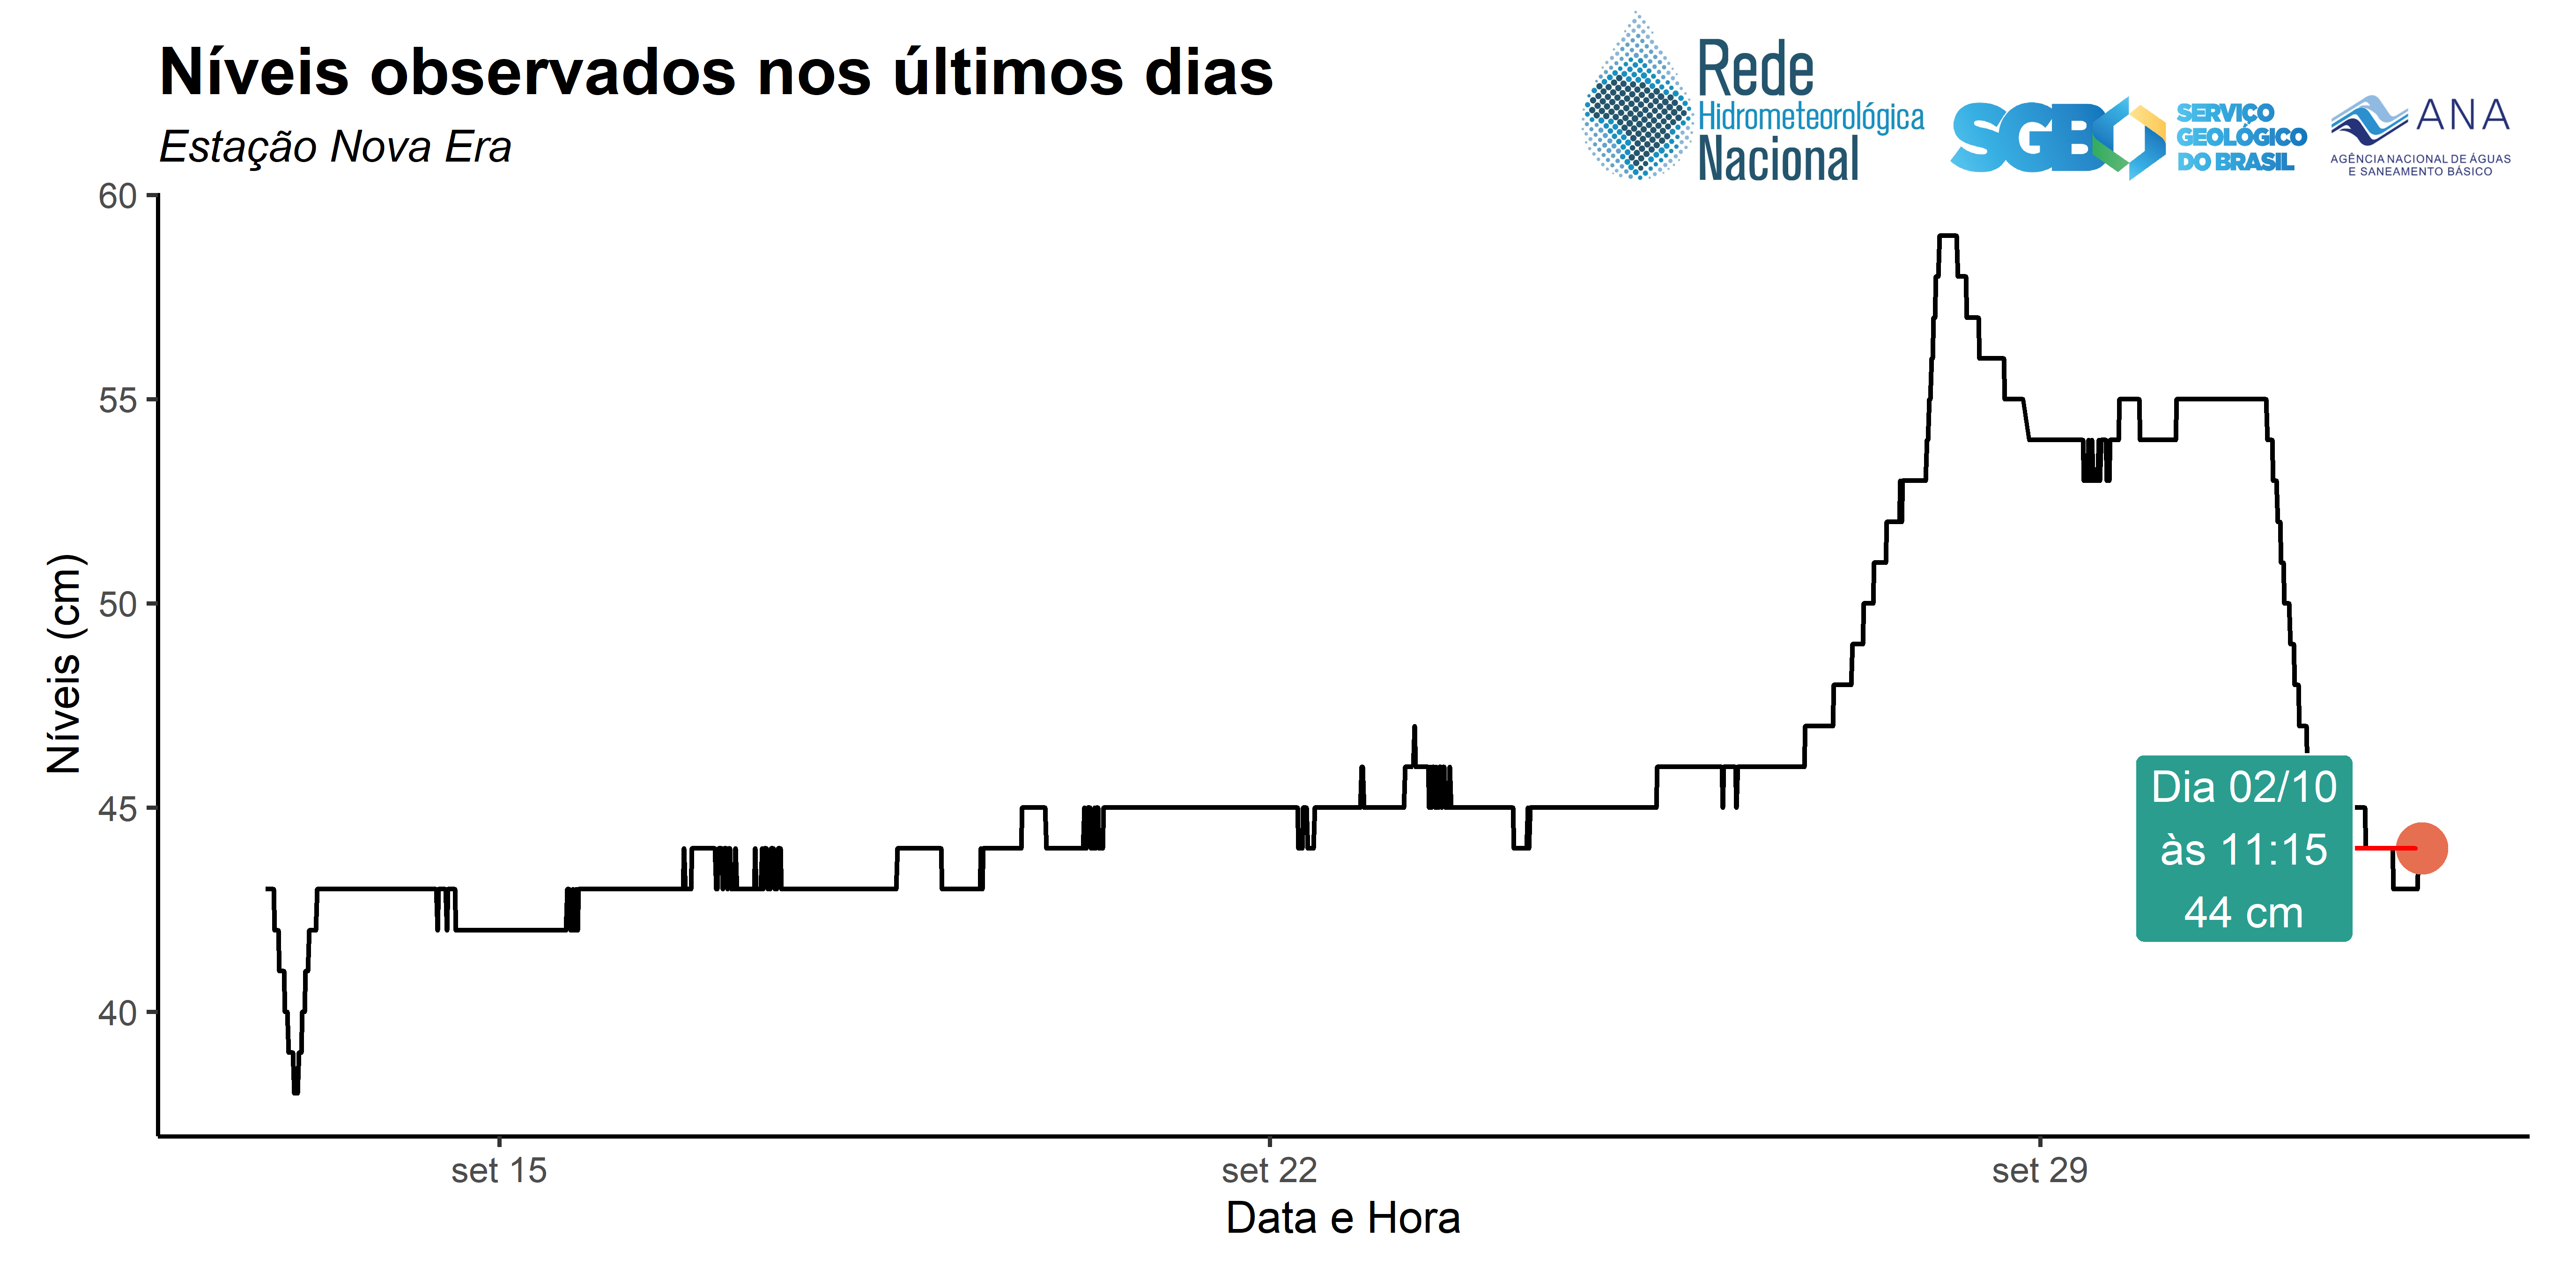 Níveis observados nos últimos dias
Estação Nova Era
Rede
Hidrometeorológica
Nacional
SGB
SERVIÇO
GEOLÓGICO
DO BRASIL
ANA
AGÊNCIA NACIONAL DE ÁGUAS
E SANEAMENTO BÁSICO
Níveis (cm)
60
55
50
45
40
Dia 02/10
às 11:15
44 cm
set 15
set 22
set 29
Data e Hora